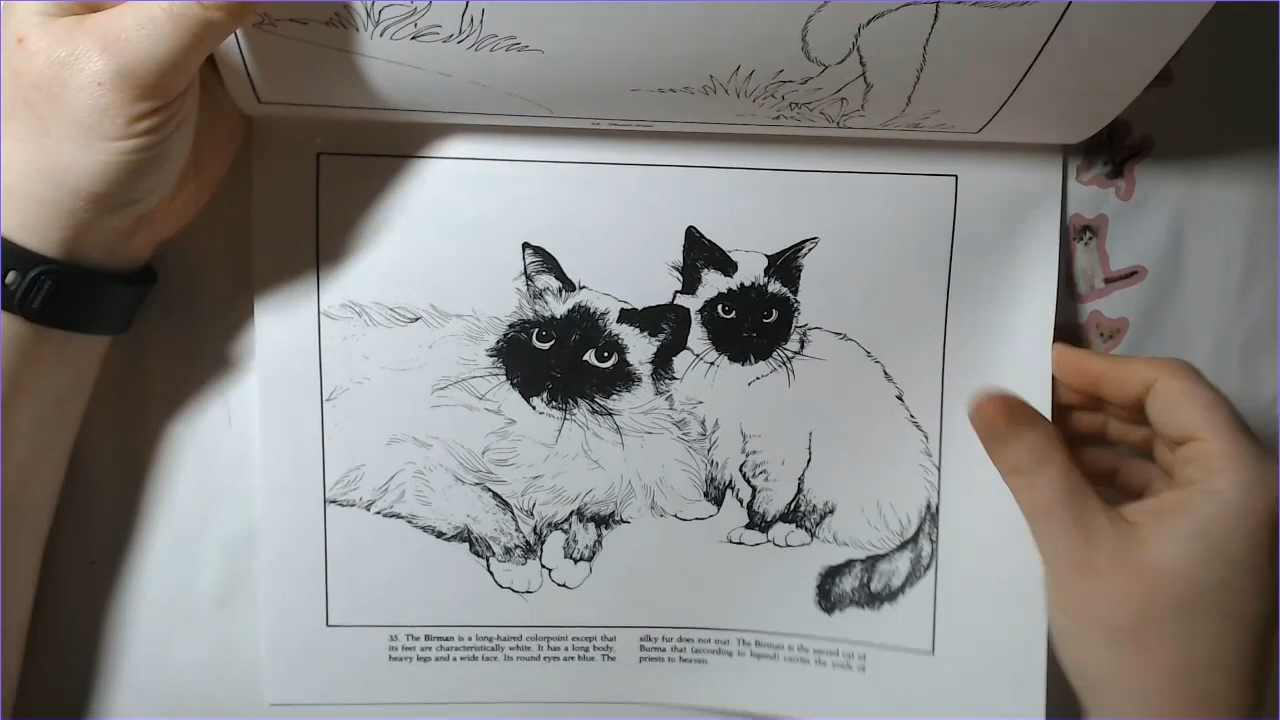 35. The Birman is a long-haired colorpoint except that
its feet are characteristically white. It has a long body,
heavy legs and a wide face. Its round eyes are blue. The
silky fur does not mat. The Birman is the sacred cat of
Burma that (according to legend) carries the souls of
priests to heaven.